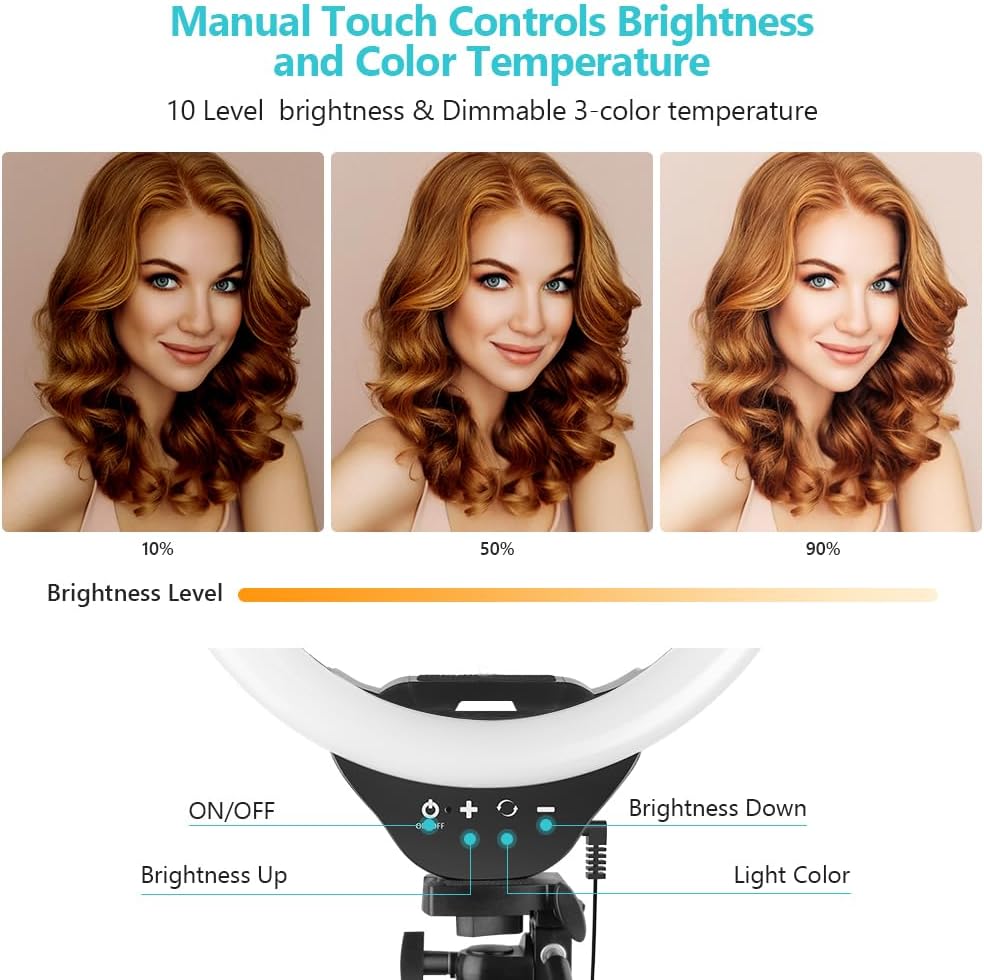 Manual Touch Controls Brightness
and Color Temperature
10 Level brightness & Dimmable 3-color temperature
10%
50%
90%
Brightness Level
ON/OFF
Brightness Down
ON/OFF
Brightness Up
Light Color